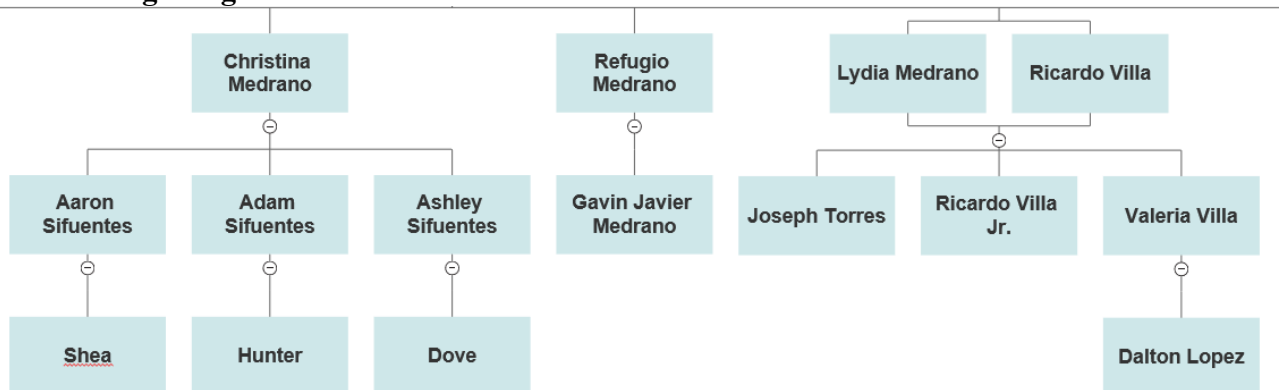 Christina
Medrano
Refugio
Medrano
Lydia Medrano
Ricardo Villa
Aaron
Sifuentes
Adam
Sifuentes
Ashley
Sifuentes
Gavin Javier
Medrano
Joseph Torres
Ricardo Villa
Jr.
Valeria Villa
Shea
Hunter
Dove
Dalton Lopez